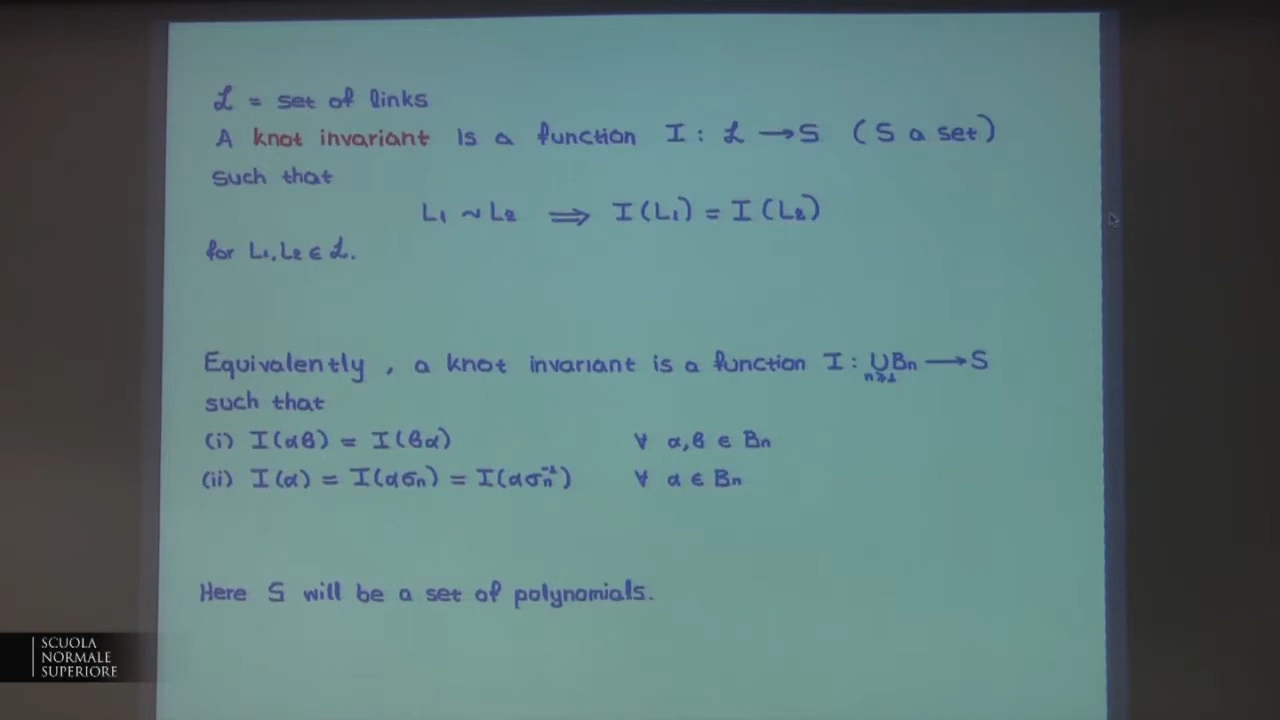 ℒ = set of links
A knot invariant is a function I : ℒ → S (S a set)
such that
L₁ ~ L₂ ⟹ I(L₁) = I(L₂)
for L₁, L₂ ∈ ℒ.
Equivalently, a knot invariant is a function I : ⋃ Bₙ → S
n≥1
such that
(i) I(αβ) = I(βα) ∀ α,β ∈ Bₙ
(ii) I(α) = I(ασₙ) = I(ασₙ⁻¹) ∀ α ∈ Bₙ
Here S will be a set of polynomials.
SCUOLA
NORMALE
SUPERIORE